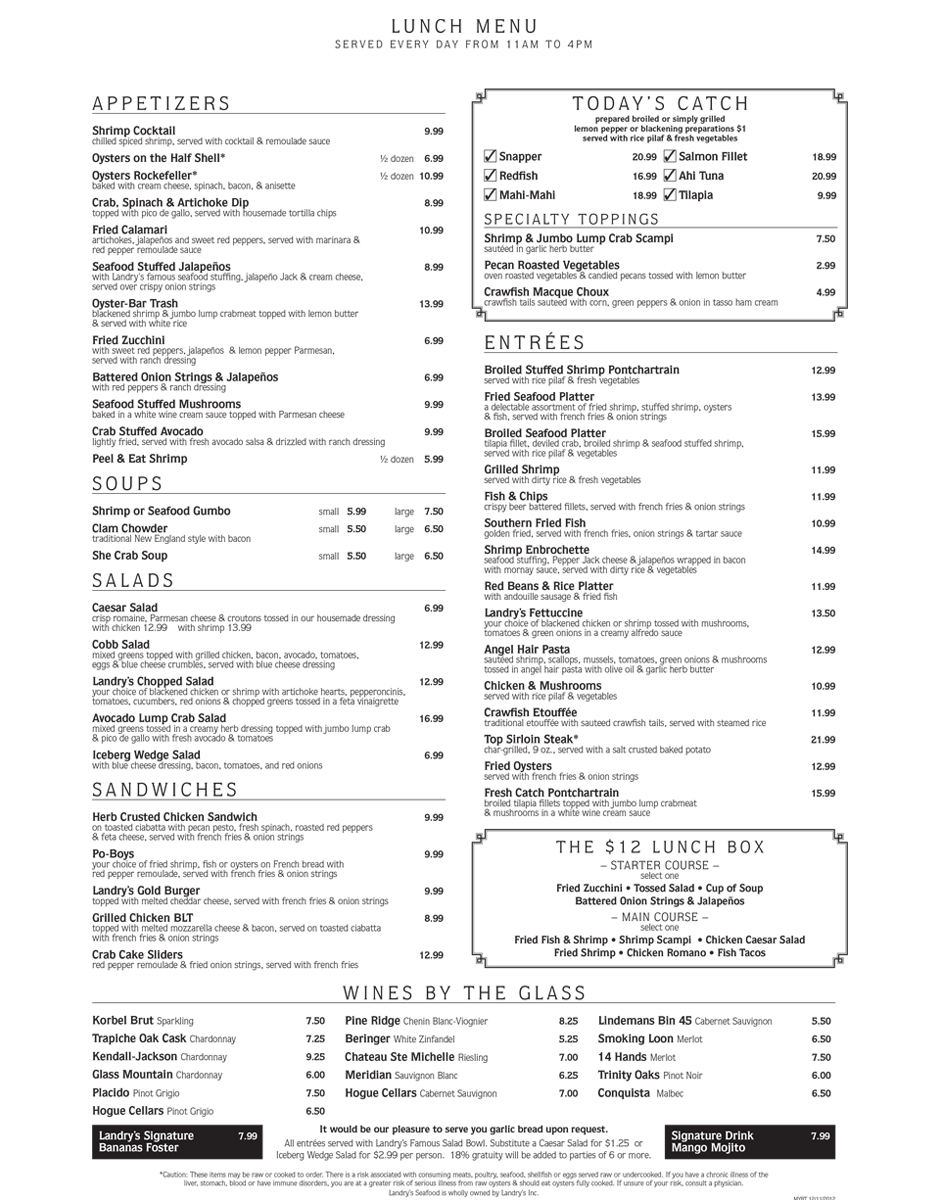 LUNCH MENU
SERVED EVERY DAY FROM 11AM TO 4PM
APPETIZERS
Shrimp Cocktail 9.99
chilled spiced shrimp, served with cocktail & remoulade sauce
Oysters on the Half Shell* ½ dozen 6.99
Oysters Rockefeller* ½ dozen 10.99
baked with cream cheese, spinach, bacon, & anisette
Crab, Spinach & Artichoke Dip 8.99
topped with pico de gallo, served with housemade tortilla chips
Fried Calamari 10.99
artichokes, jalapeños and sweet red peppers, served with marinara &
red pepper remoulade sauce
Seafood Stuffed Jalapeños 8.99
with Landry's famous seafood stuffing, jalapeño Jack & cream cheese,
served over crispy onion strings
Oyster-Bar Trash 13.99
blackened shrimp & jumbo lump crabmeat topped with lemon butter
& served with white rice
Fried Zucchini 6.99
with sweet red peppers, jalapeños & lemon pepper Parmesan,
served with ranch dressing
Battered Onion Strings & Jalapeños 6.99
with red peppers & ranch dressing
Seafood Stuffed Mushrooms 9.99
baked in a white wine cream sauce topped with Parmesan cheese
Crab Stuffed Avocado 9.99
lightly fried, served with fresh avocado salsa & drizzled with ranch dressing
Peel & Eat Shrimp ½ dozen 5.99
SOUPS
Shrimp or Seafood Gumbo small 5.99 large 7.50
Clam Chowder small 5.50 large 6.50
traditional New England style with bacon
She Crab Soup small 5.50 large 6.50
SALADS
Caesar Salad 6.99
crisp romaine, Parmesan cheese & croutons tossed in our housemade dressing
with chicken 12.99 with shrimp 13.99
Cobb Salad 12.99
mixed greens topped with grilled chicken, bacon, avocado, tomatoes,
eggs & blue cheese crumbles, served with blue cheese dressing
Landry's Chopped Salad 12.99
your choice of blackened chicken or shrimp with artichoke hearts, pepperoncinis,
tomatoes, cucumbers, red onions & chopped greens tossed in a feta vinaigrette
Avocado Lump Crab Salad 16.99
mixed greens tossed in a creamy herb dressing topped with jumbo lump crab
& pico de gallo with fresh avocado & tomatoes
Iceberg Wedge Salad 6.99
with blue cheese dressing, bacon, tomatoes, and red onions
SANDWICHES
Herb Crusted Chicken Sandwich 9.99
on toasted ciabatta with pecan pesto, fresh spinach, roasted red peppers
& feta cheese, served with french fries & onion strings
Po-Boys 9.99
your choice of fried shrimp, fish or oysters on French bread with
red pepper remoulade, served with french fries & onion strings
Landry's Gold Burger 9.99
topped with melted cheddar cheese, served with french fries & onion strings
Grilled Chicken BLT 8.99
topped with melted mozzarella cheese & bacon, served on toasted ciabatta
with french fries & onion strings
Crab Cake Sliders 12.99
red pepper remoulade & fried onion strings, served with french fries
TODAY'S CATCH
prepared broiled or simply grilled
lemon pepper or blackening preparations $1
served with rice pilaf & fresh vegetables
Snapper 20.99 Salmon Fillet 18.99
Redfish 16.99 Ahi Tuna 20.99
Mahi-Mahi 18.99 Tilapia 9.99
SPECIALTY TOPPINGS
Shrimp & Jumbo Lump Crab Scampi 7.50
sautéed in garlic herb butter
Pecan Roasted Vegetables 2.99
oven roasted vegetables & candied pecans tossed with lemon butter
Crawfish Macque Choux 4.99
crawfish tails sauteed with corn, green peppers & onion in tasso ham cream
ENTRÉES
Broiled Stuffed Shrimp Pontchartrain 12.99
served with rice pilaf & fresh vegetables
Fried Seafood Platter 13.99
a delectable assortment of fried shrimp, stuffed shrimp, oysters
& fish, served with french fries & onion strings
Broiled Seafood Platter 15.99
tilapia fillet, deviled crab, broiled shrimp & seafood stuffed shrimp,
served with rice pilaf & vegetables
Grilled Shrimp 11.99
served with dirty rice & fresh vegetables
Fish & Chips 11.99
crispy beer battered fillets, served with french fries & onion strings
Southern Fried Fish 10.99
golden fried, served with french fries, onion strings & tartar sauce
Shrimp Enbrochette 14.99
seafood stuffing, Pepper Jack cheese & jalapeños wrapped in bacon
with mornay sauce, served with dirty rice & vegetables
Red Beans & Rice Platter 11.99
with andouille sausage & fried fish
Landry's Fettuccine 13.50
your choice of blackened chicken or shrimp tossed with mushrooms,
tomatoes & green onions in a creamy alfredo sauce
Angel Hair Pasta 12.99
sautéed shrimp, scallops, mussels, tomatoes, green onions & mushrooms
tossed in angel hair pasta with olive oil & garlic herb butter
Chicken & Mushrooms 10.99
served with rice pilaf & vegetables
Crawfish Etouffée 11.99
traditional etouffée with sauteed crawfish tails, served with steamed rice
Top Sirloin Steak* 21.99
char-grilled, 9 oz., served with a salt crusted baked potato
Fried Oysters 12.99
served with french fries & onion strings
Fresh Catch Pontchartrain 15.99
broiled tilapia fillets topped with jumbo lump crabmeat
& mushrooms in a white wine cream sauce
THE $12 LUNCH BOX
– STARTER COURSE –
select one
Fried Zucchini • Tossed Salad • Cup of Soup
Battered Onion Strings & Jalapeños
– MAIN COURSE –
select one
Fried Fish & Shrimp • Shrimp Scampi • Chicken Caesar Salad
Fried Shrimp • Chicken Romano • Fish Tacos
WINES BY THE GLASS
Korbel Brut Sparkling 7.50
Trapiche Oak Cask Chardonnay 7.25
Kendall-Jackson Chardonnay 9.25
Glass Mountain Chardonnay 6.00
Placido Pinot Grigio 7.50
Hogue Cellars Pinot Grigio 6.50
Pine Ridge Chenin Blanc-Viognier 8.25
Beringer White Zinfandel 5.25
Chateau Ste Michelle Riesling 7.00
Meridian Sauvignon Blanc 6.25
Hogue Cellars Cabernet Sauvignon 7.00
Lindemans Bin 45 Cabernet Sauvignon 5.50
Smoking Loon Merlot 6.50
14 Hands Merlot 7.50
Trinity Oaks Pinot Noir 6.00
Conquista Malbec 6.50
Landry's Signature 7.99
Bananas Foster
It would be our pleasure to serve you garlic bread upon request.
All entrées served with Landry's Famous Salad Bowl. Substitute a Caesar Salad for $1.25 or
Iceberg Wedge Salad for $2.99 per person. 18% gratuity will be added to parties of 6 or more.
Signature Drink 7.99
Mango Mojito
*Caution: These items may be raw or cooked to order. There is a risk associated with consuming meats, poultry, seafood, shellfish or eggs served raw or undercooked. If you have a chronic illness of the
liver, stomach, blood or have immune disorders, you are at a greater risk of serious illness from raw oysters & should eat oysters fully cooked. If unsure of your risk, consult a physician.
Landry's Seafood is wholly owned by Landry's Inc.